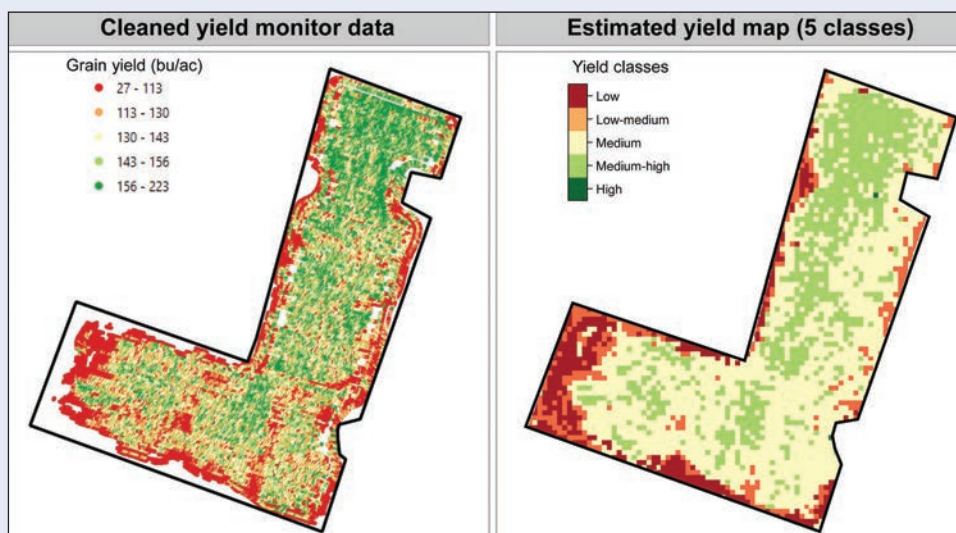 Cleaned yield monitor data
Grain yield (bu/ac)
27 - 113
113 - 130
130 - 143
143 - 156
156 - 223
Estimated yield map (5 classes)
Yield classes
Low
Low-medium
Medium
Medium-high
High